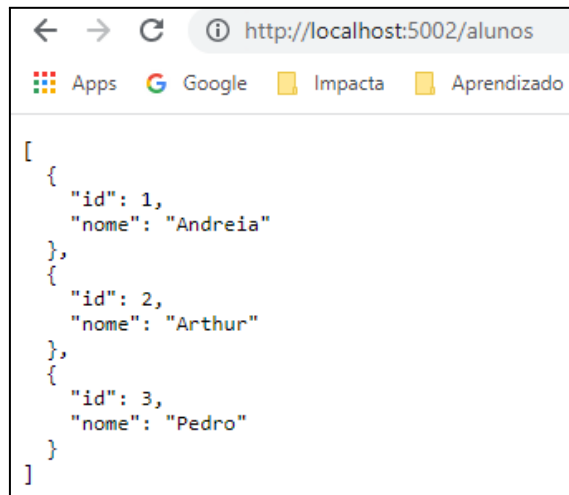 http://localhost:5002/alunos
Apps Google Impacta Aprendizado
[
  {
    "id": 1,
    "nome": "Andreia"
  },
  {
    "id": 2,
    "nome": "Arthur"
  },
  {
    "id": 3,
    "nome": "Pedro"
  }
]